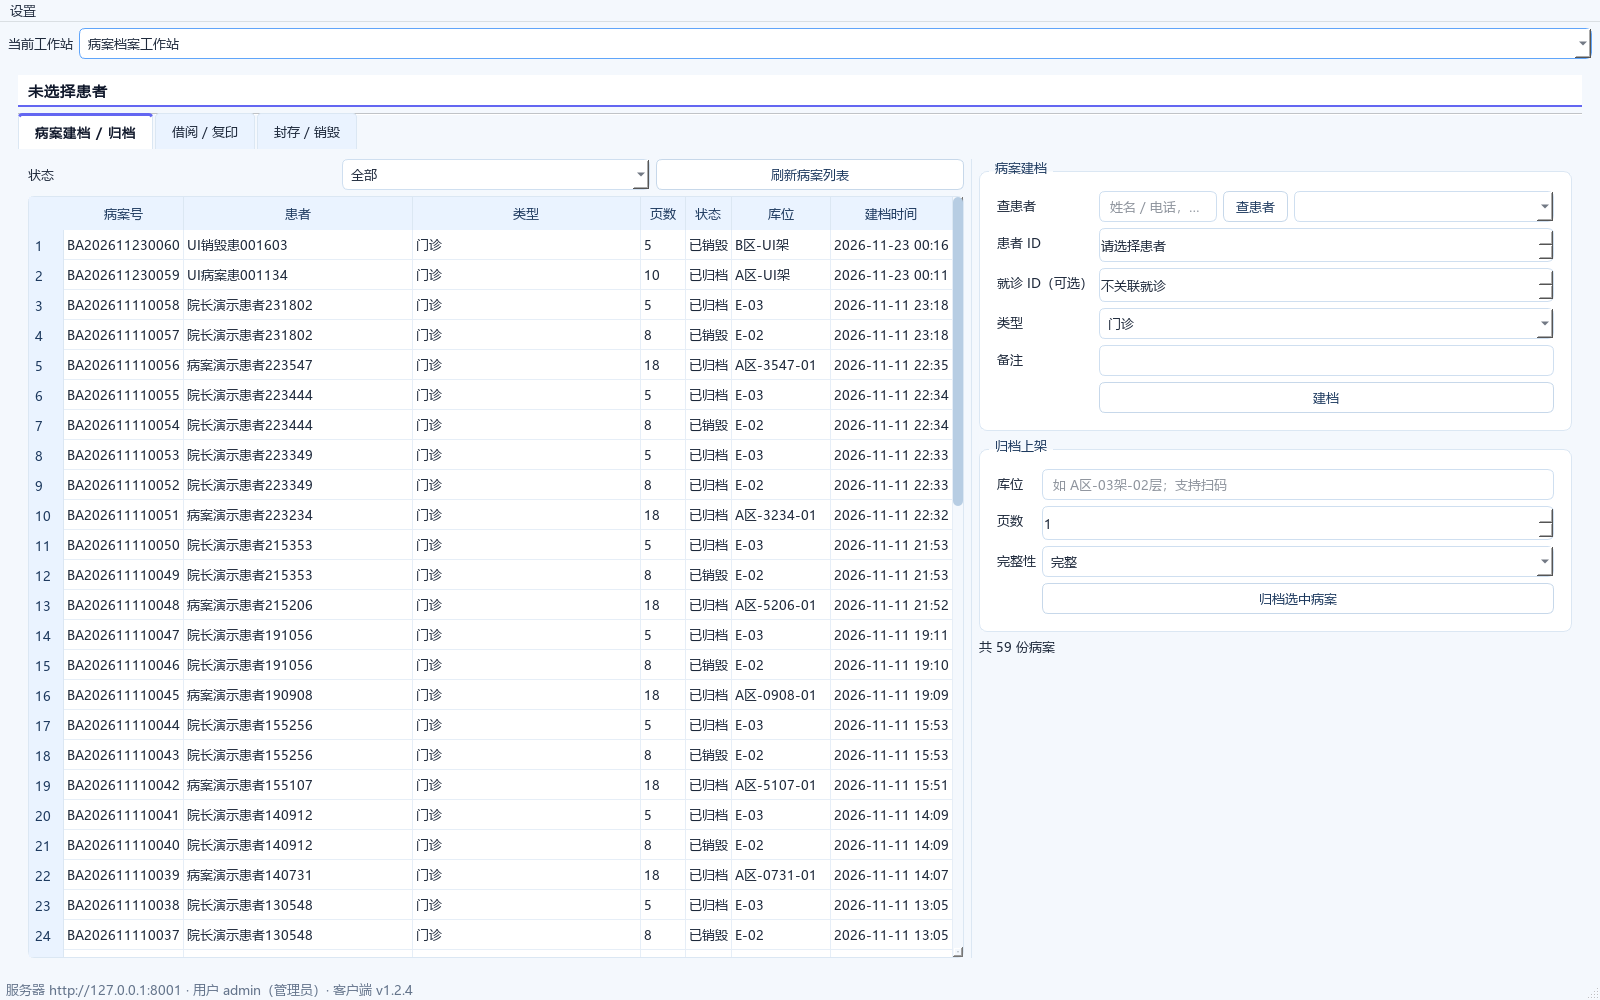 设置
当前工作站 病案档案工作站
未选择患者
病案建档 / 归档 借阅 / 复印 封存 / 销毁
状态 全部 刷新病案列表
病案号 患者 类型 页数 状态 库位 建档时间
1 BA202611230060 UI销毁患001603 门诊 5 已销毁 B区-UI架 2026-11-23 00:16
2 BA202611230059 UI病案患001134 门诊 10 已归档 A区-UI架 2026-11-23 00:11
3 BA202611110058 院长演示患者231802 门诊 5 已归档 E-03 2026-11-11 23:18
4 BA202611110057 院长演示患者231802 门诊 8 已销毁 E-02 2026-11-11 23:18
5 BA202611110056 病案演示患者223547 门诊 18 已归档 A区-3547-01 2026-11-11 22:35
6 BA202611110055 院长演示患者223444 门诊 5 已归档 E-03 2026-11-11 22:34
7 BA202611110054 院长演示患者223444 门诊 8 已销毁 E-02 2026-11-11 22:34
8 BA202611110053 院长演示患者223349 门诊 5 已归档 E-03 2026-11-11 22:33
9 BA202611110052 院长演示患者223349 门诊 8 已销毁 E-02 2026-11-11 22:33
10 BA202611110051 病案演示患者223234 门诊 18 已归档 A区-3234-01 2026-11-11 22:32
11 BA202611110050 院长演示患者215353 门诊 5 已归档 E-03 2026-11-11 21:53
12 BA202611110049 院长演示患者215353 门诊 8 已销毁 E-02 2026-11-11 21:53
13 BA202611110048 病案演示患者215206 门诊 18 已归档 A区-5206-01 2026-11-11 21:52
14 BA202611110047 院长演示患者191056 门诊 5 已归档 E-03 2026-11-11 19:11
15 BA202611110046 院长演示患者191056 门诊 8 已销毁 E-02 2026-11-11 19:10
16 BA202611110045 病案演示患者190908 门诊 18 已归档 A区-0908-01 2026-11-11 19:09
17 BA202611110044 院长演示患者155256 门诊 5 已归档 E-03 2026-11-11 15:53
18 BA202611110043 院长演示患者155256 门诊 8 已销毁 E-02 2026-11-11 15:53
19 BA202611110042 病案演示患者155107 门诊 18 已归档 A区-5107-01 2026-11-11 15:51
20 BA202611110041 院长演示患者140912 门诊 5 已归档 E-03 2026-11-11 14:09
21 BA202611110040 院长演示患者140912 门诊 8 已销毁 E-02 2026-11-11 14:09
22 BA202611110039 病案演示患者140731 门诊 18 已归档 A区-0731-01 2026-11-11 14:07
23 BA202611110038 院长演示患者130548 门诊 5 已归档 E-03 2026-11-11 13:05
24 BA202611110037 院长演示患者130548 门诊 8 已销毁 E-02 2026-11-11 13:05
病案建档
查患者 姓名 / 电话，... 查患者
患者 ID 请选择患者
就诊 ID（可选） 不关联就诊
类型 门诊
备注
建档
归档上架
库位 如 A区-03架-02层；支持扫码
页数 1
完整性 完整
归档选中病案
共 59 份病案
服务器 http://127.0.0.1:8001 · 用户 admin（管理员）· 客户端 v1.2.4